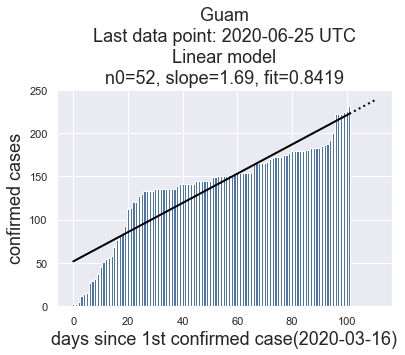 Guam
Last data point: 2020-06-25 UTC
Linear model
n0=52, slope=1.69, fit=0.8419
250
200
150
100
50
0
confirmed cases
0 20 40 60 80 100
days since 1st confirmed case(2020-03-16)